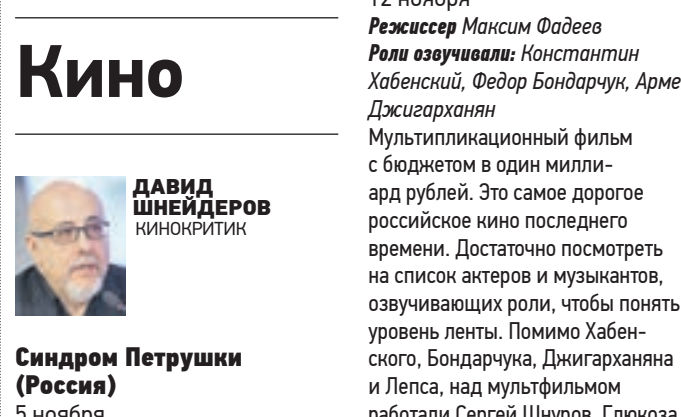 Кино
ДАВИД
ШНЕЙДЕРОВ
КИНОКРИТИК
Синдром Петрушки
(Россия)
5 ноября
12 ноября
Режиссер Максим Фадеев
Роли озвучивали: Константин
Хабенский, Федор Бондарчук, Арме
Джигарханян
Мультипликационный фильм
с бюджетом в один милли-
ард рублей. Это самое дорогое
российское кино последнего
времени. Достаточно посмотреть
на список актеров и музыкантов,
озвучивающих роли, чтобы понять
уровень ленты. Помимо Хабен-
ского, Бондарчука, Джигарханяна
и Лепса, над мультфильмом
работали Сергей Шнуров, Глюкоза